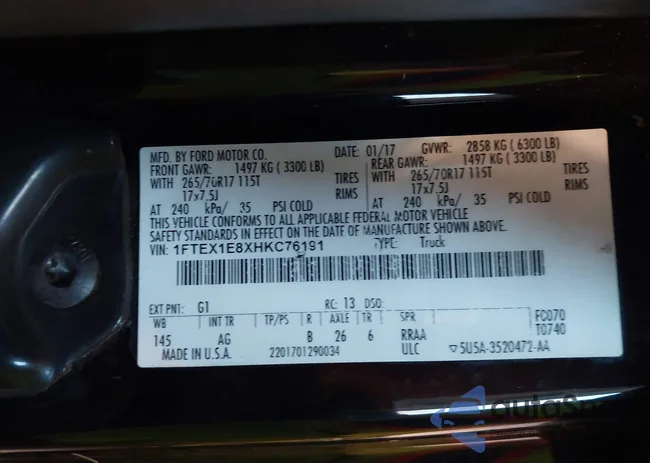 MFD. BY FORD MOTOR CO. DATE: 01/17 GVWR: 2858 KG (6300 LB)
FRONT GAWR: 1497 KG (3300 LB) REAR GAWR: 1497 KG (3300 LB)
WITH 265/70R17 115T TIRES WITH 265/70R17 115T TIRES
17x7.5J RIMS 17x7.5J RIMS
AT 240 kPa/ 35 PSI COLD AT 240 kPa/ 35 PSI COLD
THIS VEHICLE CONFORMS TO ALL APPLICABLE FEDERAL MOTOR VEHICLE
SAFETY STANDARDS IN EFFECT ON THE DATE OF MANUFACTURE SHOWN ABOVE.
VIN: 1FTEX1E8XHKC76191 TYPE: Truck
EXT PNT: G1 RC: 13 DSO:
WB INT TR TP/PS R AXLE TR SPR FC070
145 AG B 26 6 RRAA T0740
MADE IN U.S.A. 2201701290034 ULC 5U5A-3520472-AA